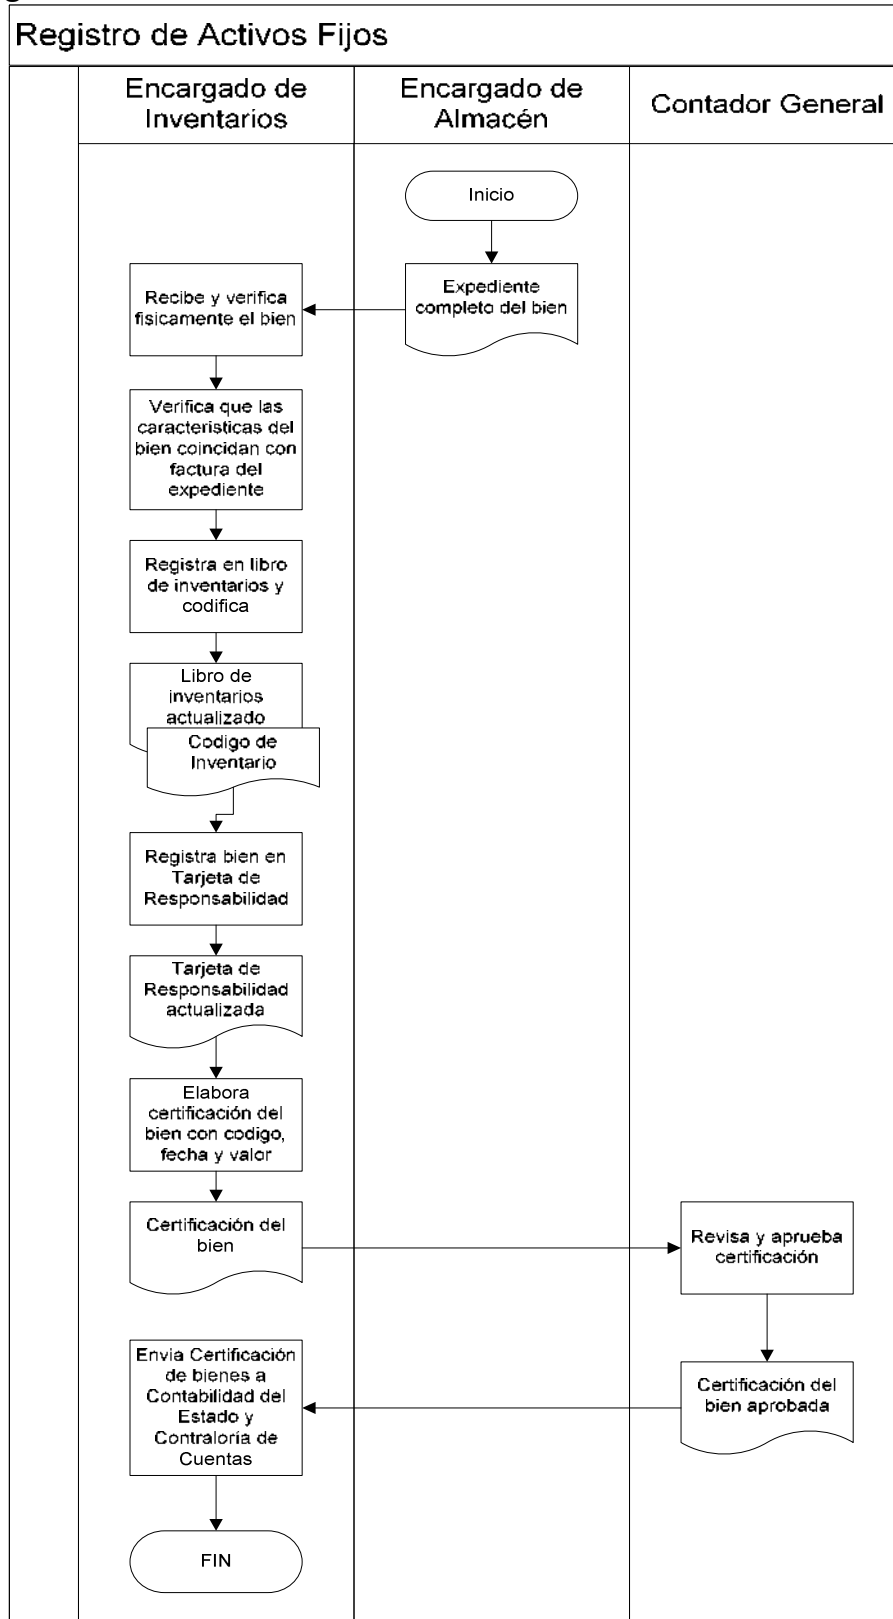 Registro de Activos Fijos
Encargado de
Inventarios
Encargado de
Almacén
Contador General
Inicio
Expediente
completo del bien
Recibe y verifica
fisicamente el bien
Verifica que las
caracteristicas del
bien coincidan con
factura del
expediente
Registra en libro
de inventarios y
codifica
Libro de
inventarios
actualizado
Codigo de
Inventario
Registra bien en
Tarjeta de
Responsabilidad
Tarjeta de
Responsabilidad
actualizada
Elabora
certificación del
bien con codigo,
fecha y valor
Certificación del
bien
Revisa y aprueba
certificación
Certificación del
bien aprobada
Envia Certificación
de bienes a
Contabilidad del
Estado y
Contraloría de
Cuentas
FIN